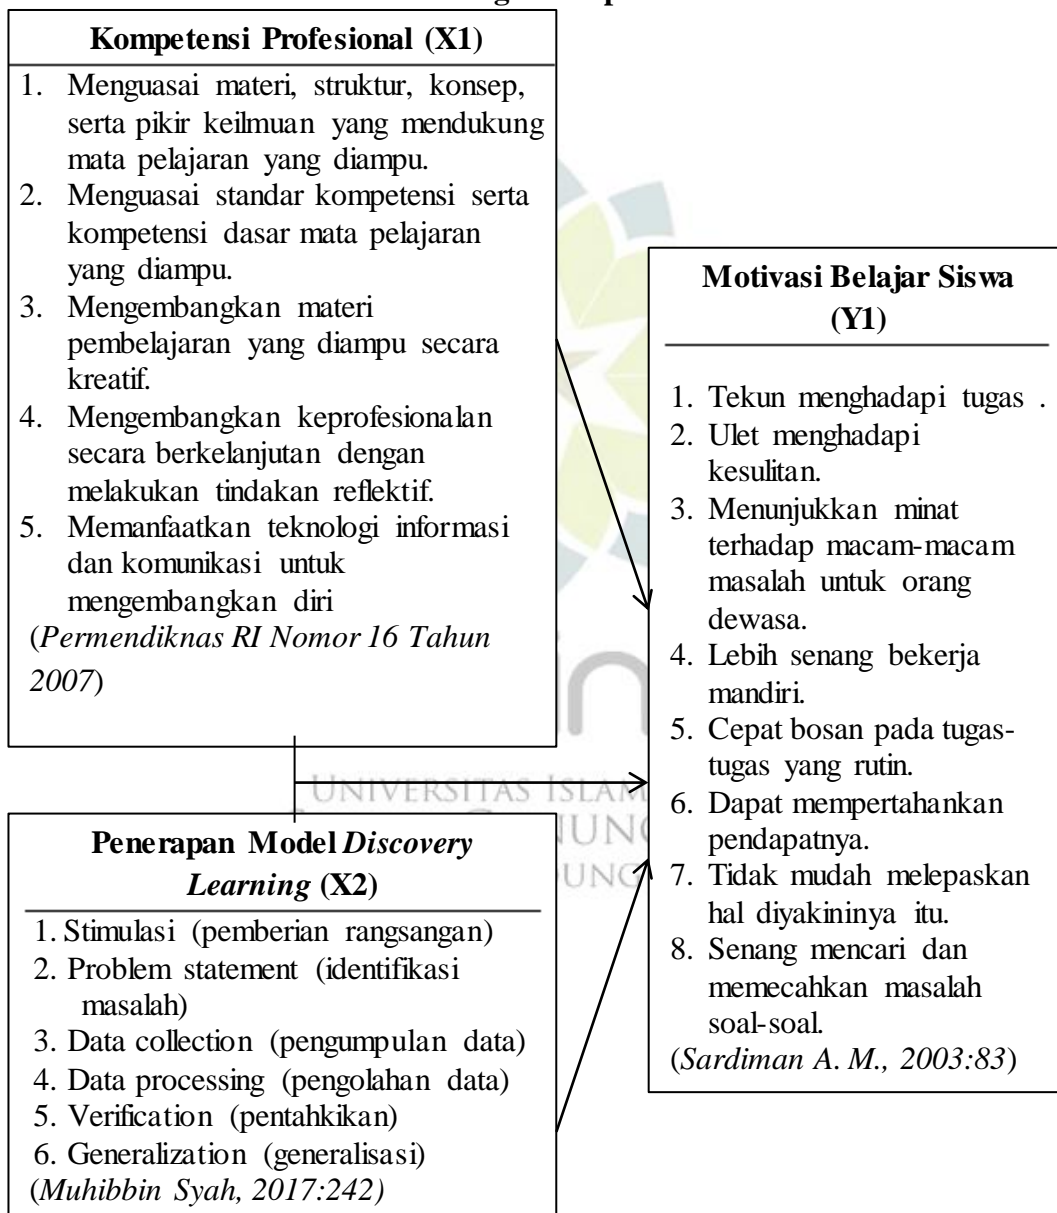 Kompetensi Profesional (X1)
1. Menguasai materi, struktur, konsep,
serta pikir keilmuan yang mendukung
mata pelajaran yang diampu.
2. Menguasai standar kompetensi serta
kompetensi dasar mata pelajaran
yang diampu.
3. Mengembangkan materi
pembelajaran yang diampu secara
kreatif.
4. Mengembangkan keprofesionalan
secara berkelanjutan dengan
melakukan tindakan reflektif.
5. Memanfaatkan teknologi informasi
dan komunikasi untuk
mengembangkan diri
(Permendiknas RI Nomor 16 Tahun
2007)
UNIVERSITAS ISLAM
Penerapan Model Discovery
Learning (X2)
1. Stimulasi (pemberian rangsangan)
2. Problem statement (identifikasi
masalah)
3. Data collection (pengumpulan data)
4. Data processing (pengolahan data)
5. Verification (pentahkikan)
6. Generalization (generalisasi)
(Muhibbin Syah, 2017:242)
Motivasi Belajar Siswa
(Y1)
1. Tekun menghadapi tugas .
2. Ulet menghadapi
kesulitan.
3. Menunjukkan minat
terhadap macam-macam
masalah untuk orang
dewasa.
4. Lebih senang bekerja
mandiri.
5. Cepat bosan pada tugas-
tugas yang rutin.
6. Dapat mempertahankan
pendapatnya.
7. Tidak mudah melepaskan
hal diyakininya itu.
8. Senang mencari dan
memecahkan masalah
soal-soal.
(Sardiman A. M., 2003:83)